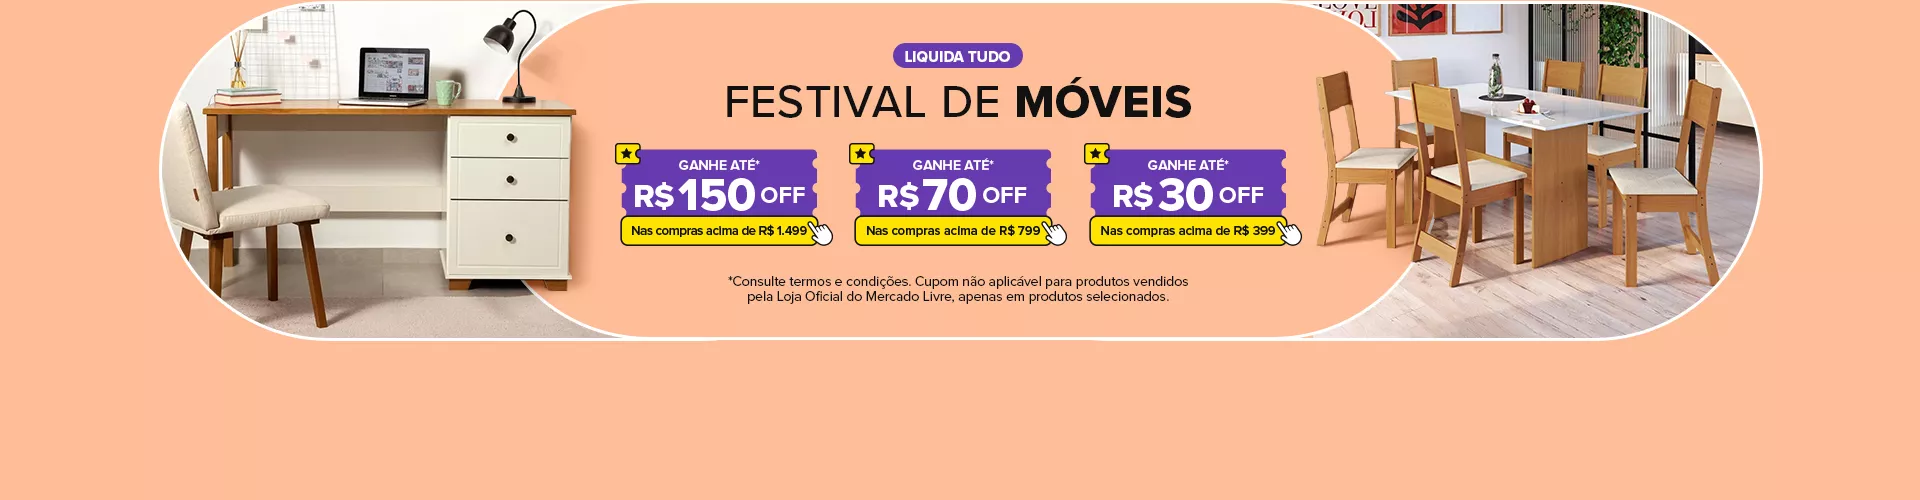 LIQUIDA TUDO
FESTIVAL DE MÓVEIS
GANHE ATÉ*
R$ 150 OFF
Nas compras acima de R$ 1.499
GANHE ATÉ*
R$ 70 OFF
Nas compras acima de R$ 799
GANHE ATÉ*
R$ 30 OFF
Nas compras acima de R$ 399
*Consulte termos e condições. Cupom não aplicável para produtos vendidos
pela Loja Oficial do Mercado Livre, apenas em produtos selecionados.